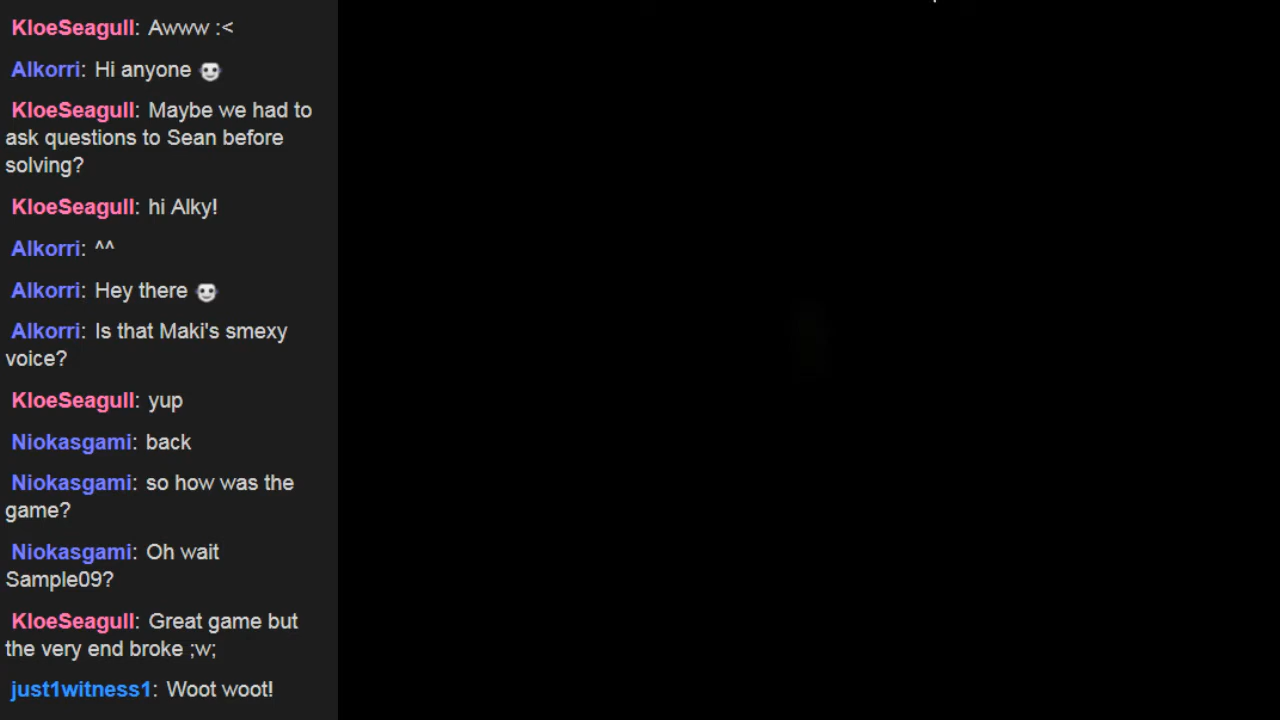 KloeSeagull: Awww :<
Alkorri: Hi anyone
KloeSeagull: Maybe we had to
ask questions to Sean before
solving?
KloeSeagull: hi Alky!
Alkorri: ^^
Alkorri: Hey there
Alkorri: Is that Maki's smexy
voice?
KloeSeagull: yup
Niokasgami: back
Niokasgami: so how was the
game?
Niokasgami: Oh wait
Sample09?
KloeSeagull: Great game but
the very end broke ;w;
just1witness1: Woot woot!